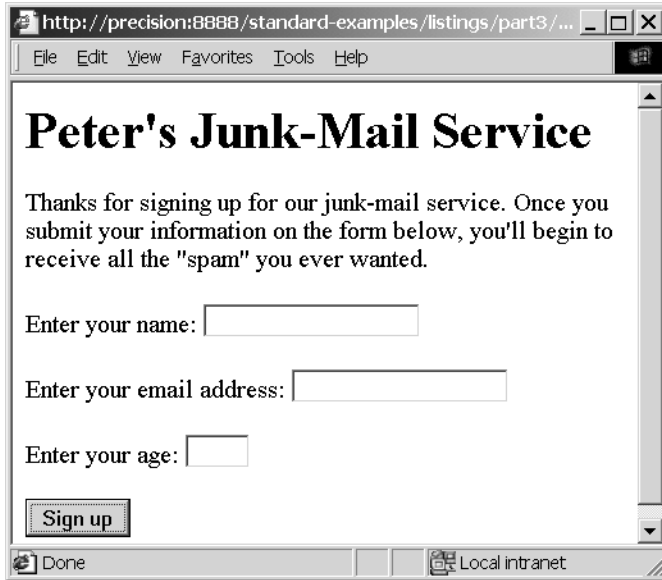 http://precision:8888/standard-examples/listings/part3/...
File Edit View Favorites Tools Help
Peter's Junk-Mail Service
Thanks for signing up for our junk-mail service. Once you
submit your information on the form below, you'll begin to
receive all the "spam" you ever wanted.
Enter your name:
Enter your email address:
Enter your age:
Sign up
Done Local intranet